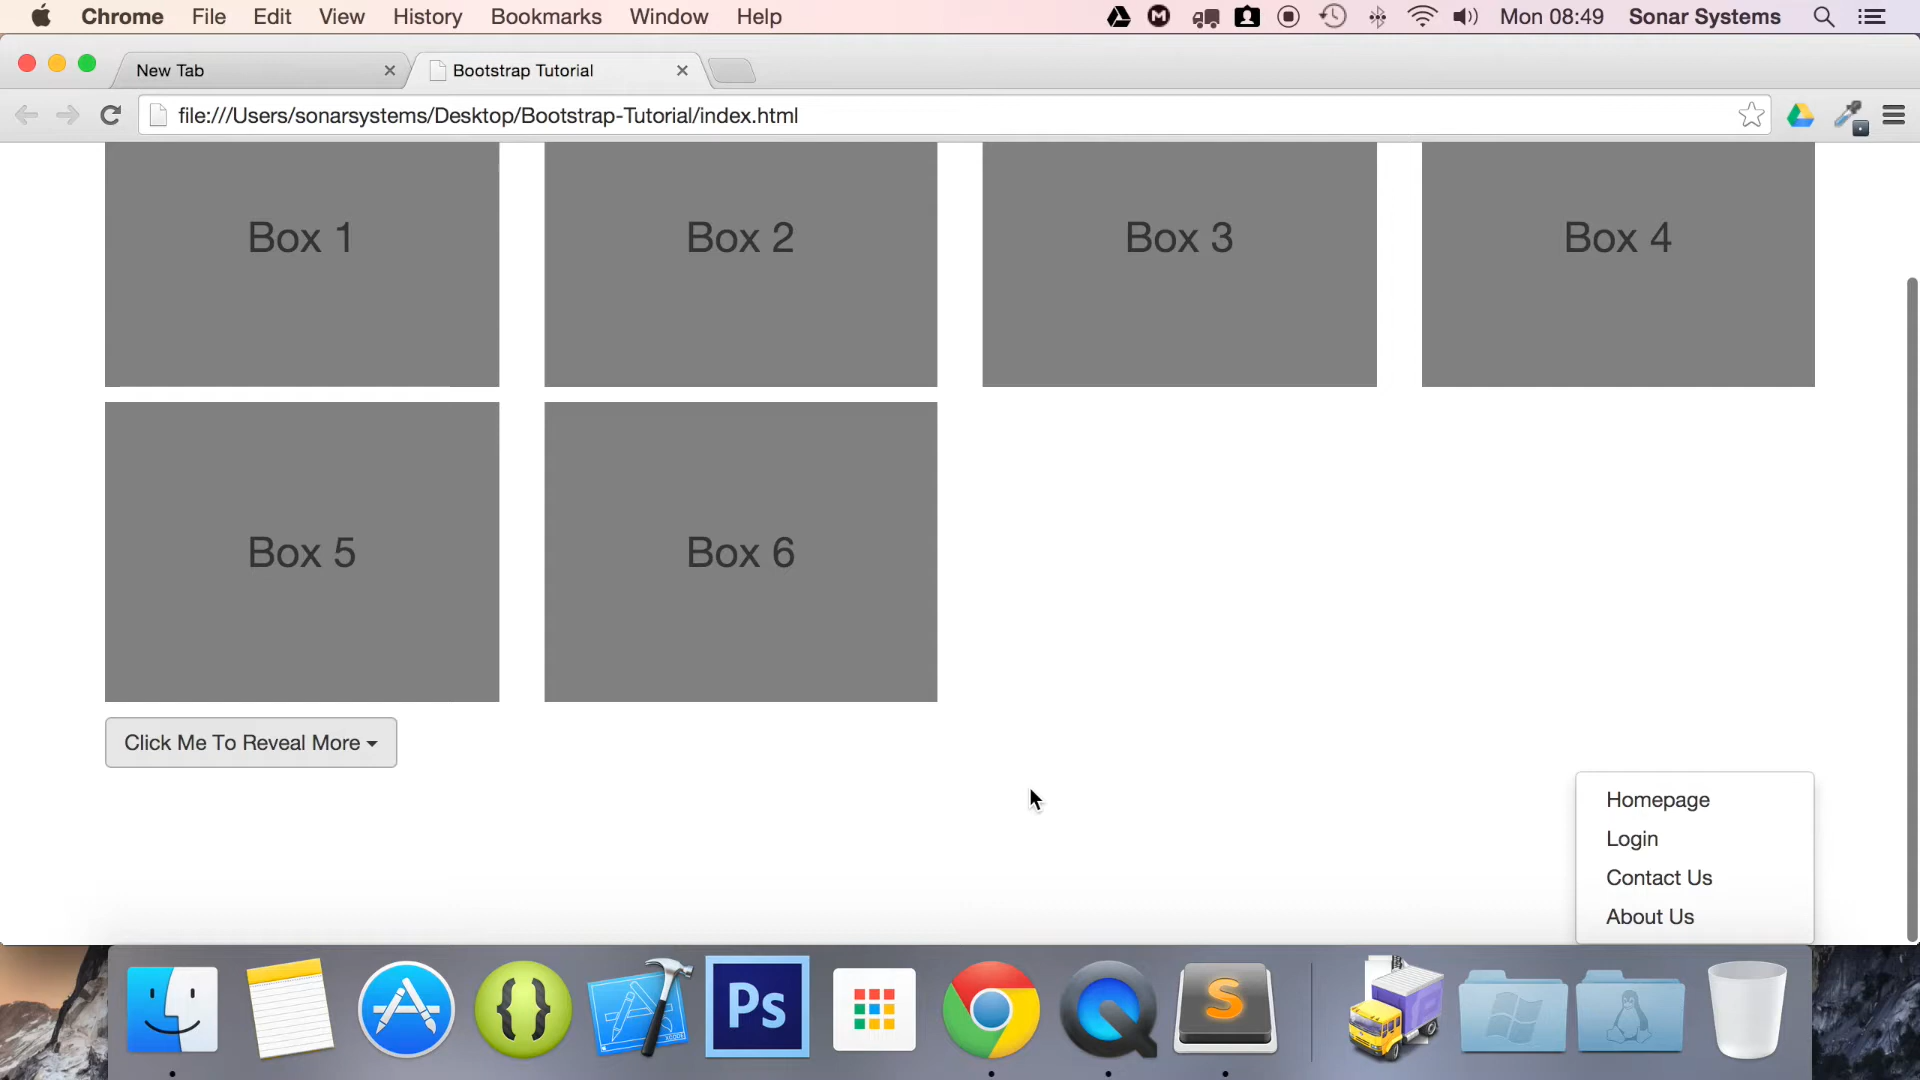 Chrome File Edit View History Bookmarks Window Help Mon 08:49 Sonar Systems
New Tab Bootstrap Tutorial
file:///Users/sonarsystems/Desktop/Bootstrap-Tutorial/index.html
Box 1 Box 2 Box 3 Box 4
Box 5 Box 6
Click Me To Reveal More
Homepage
Login
Contact Us
About Us
Ps